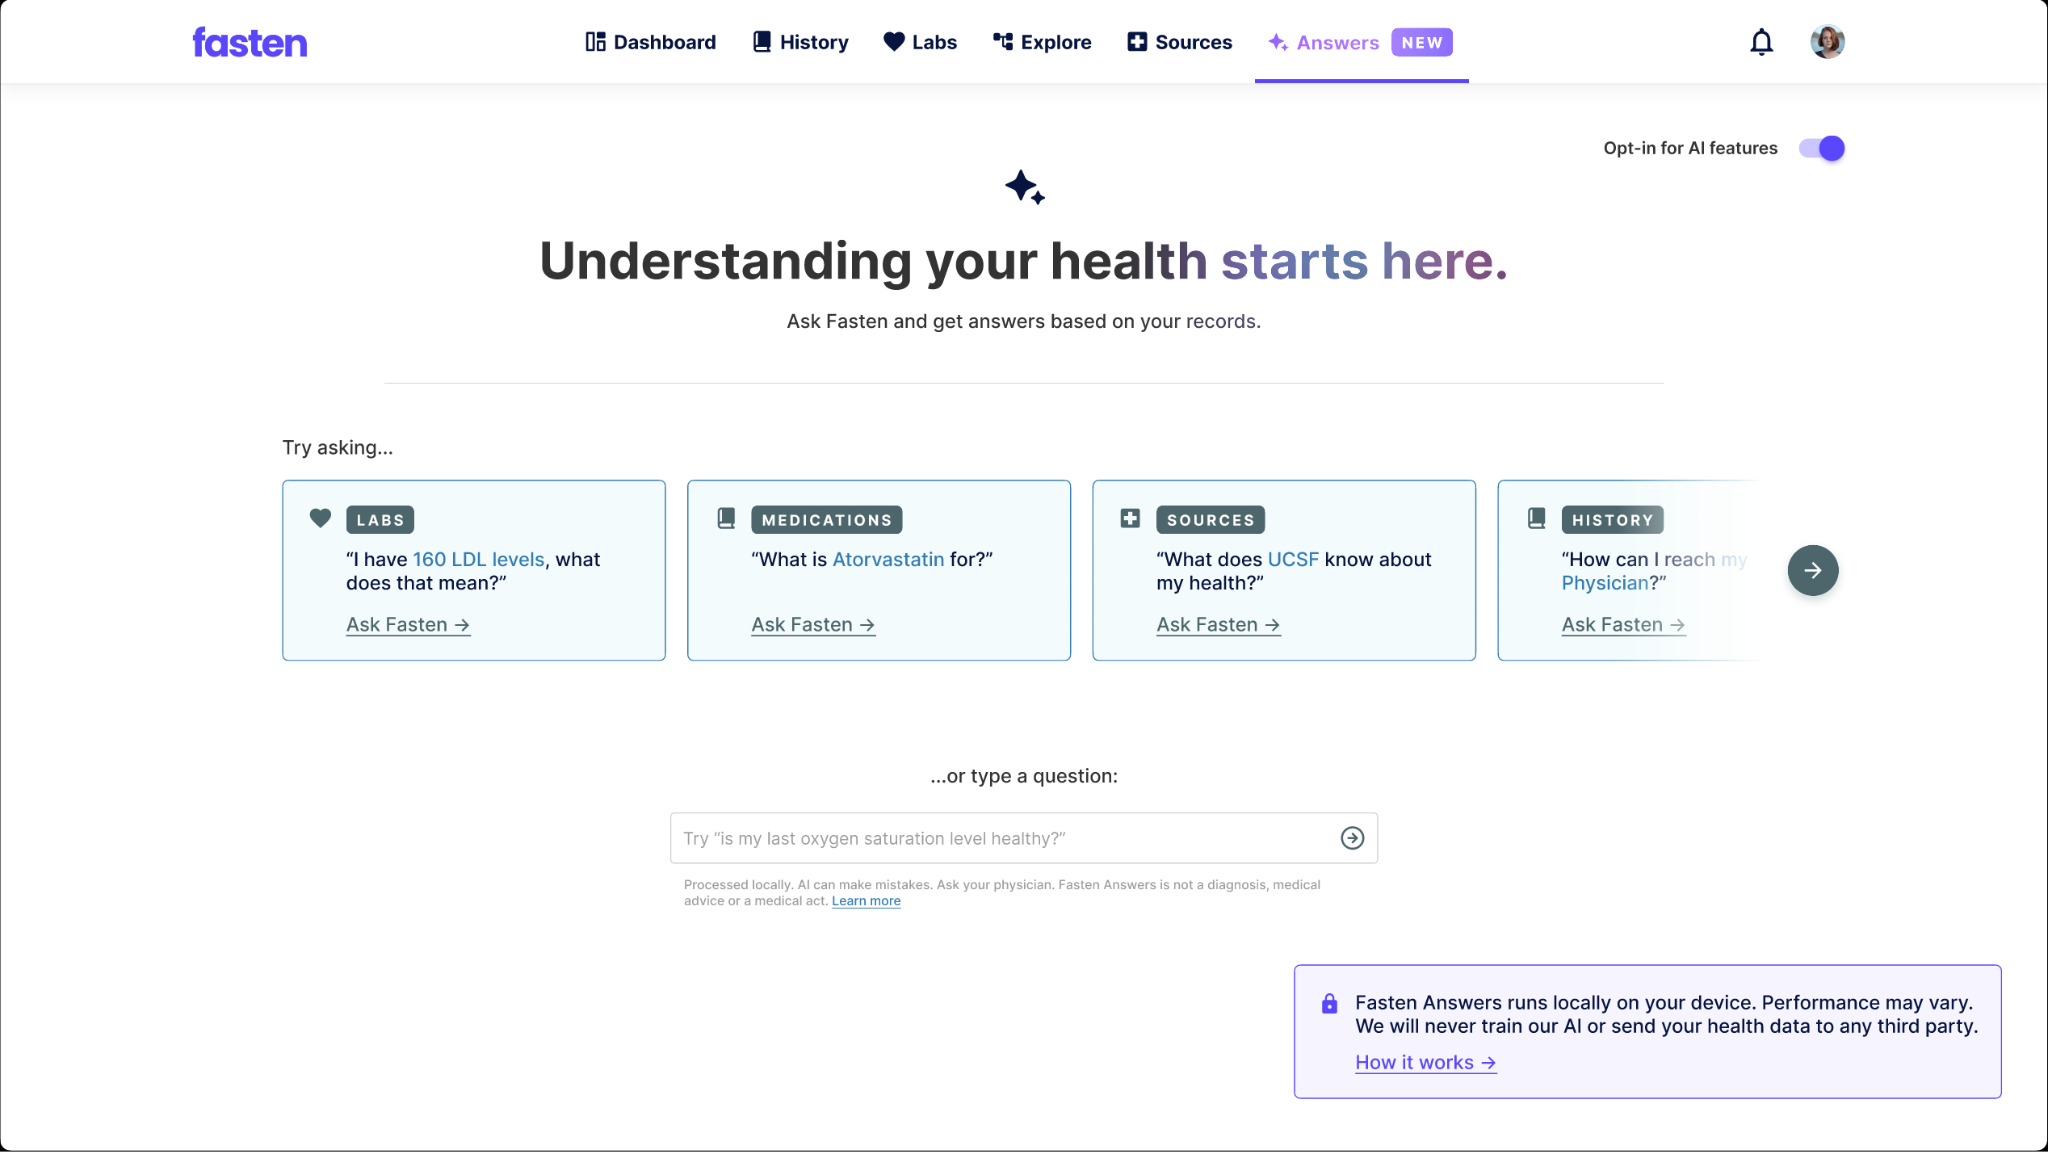 fasten
Dashboard
History
Labs
Explore
Sources
Answers NEW
Opt-in for AI features
Understanding your health starts here.
Ask Fasten and get answers based on your records.
Try asking...
LABS
“I have 160 LDL levels, what
does that mean?”
Ask Fasten →
MEDICATIONS
“What is Atorvastatin for?”
Ask Fasten →
SOURCES
“What does UCSF know about
my health?”
Ask Fasten →
HISTORY
“How can I reach my
Physician?”
Ask Fasten →
...or type a question:
Try “is my last oxygen saturation level healthy?”
Processed locally. AI can make mistakes. Ask your physician. Fasten Answers is not a diagnosis, medical
advice or a medical act. Learn more
Fasten Answers runs locally on your device. Performance may vary.
We will never train our AI or send your health data to any third party.
How it works →